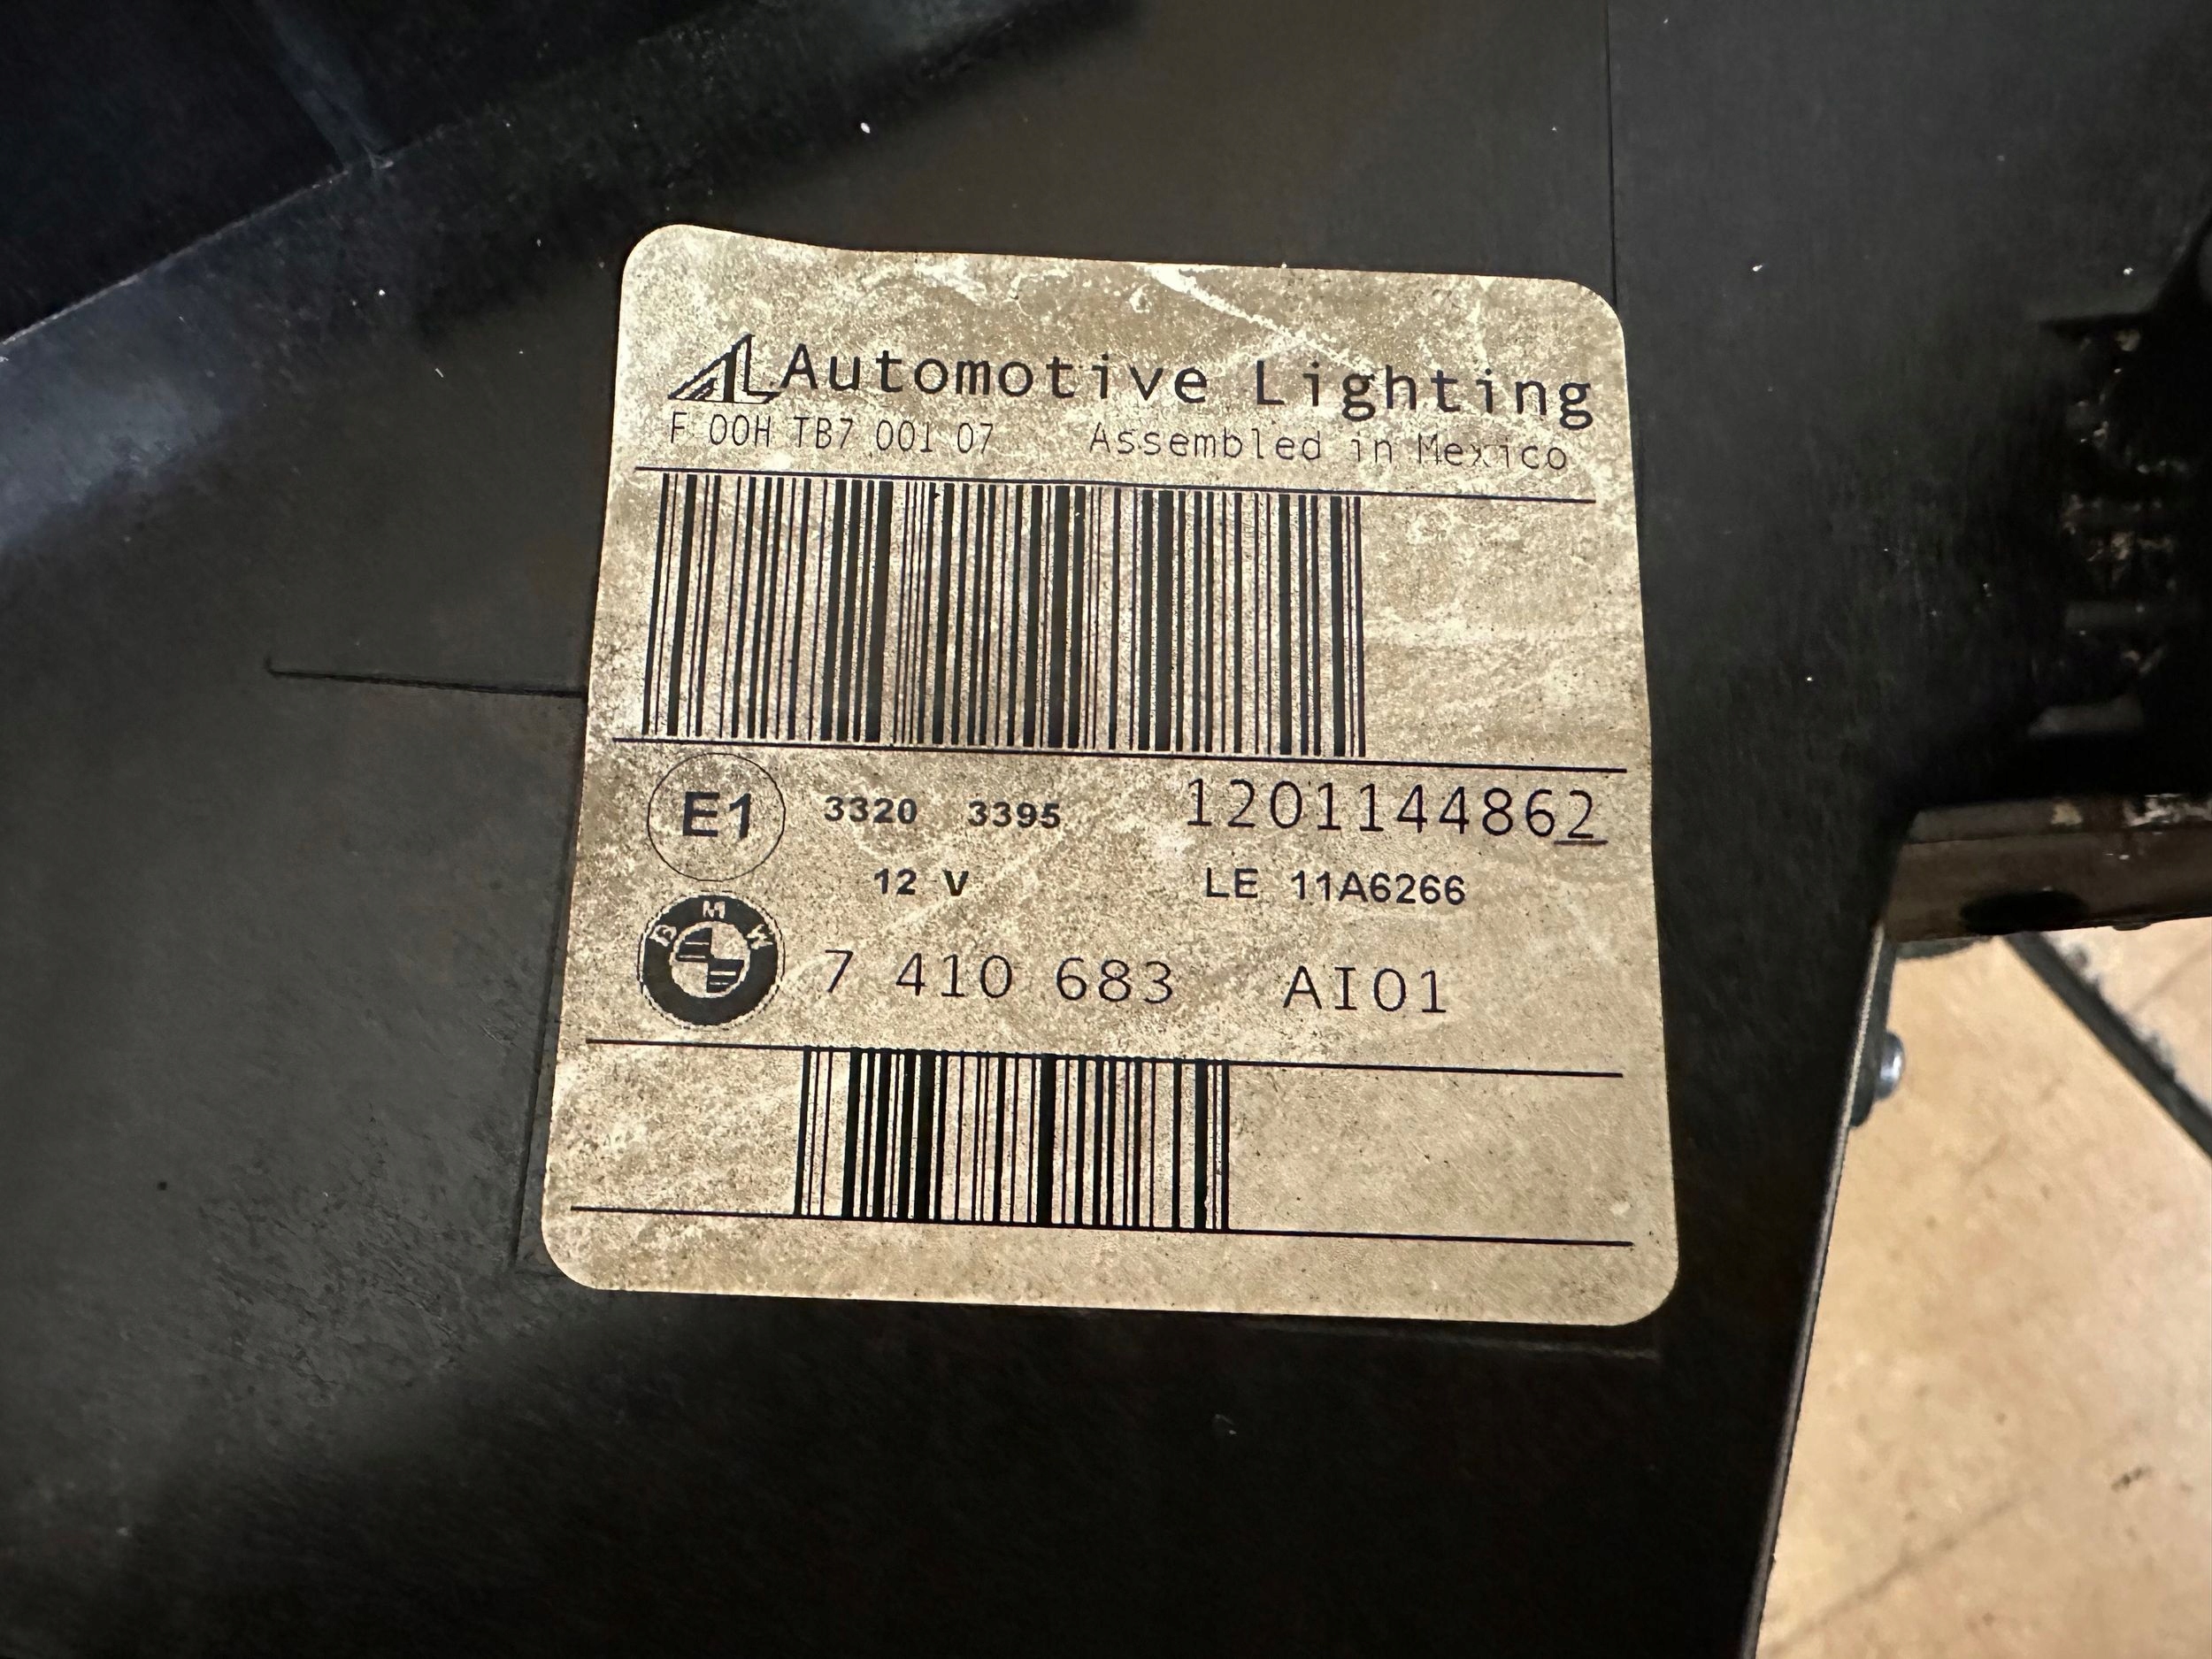 AL Automotive Lighting
F 00H TB7 001 07 Assembled in Mexico
E1 3320 3395 1201144862
12 V LE 11A6266
BMW 7 410 683 AI01